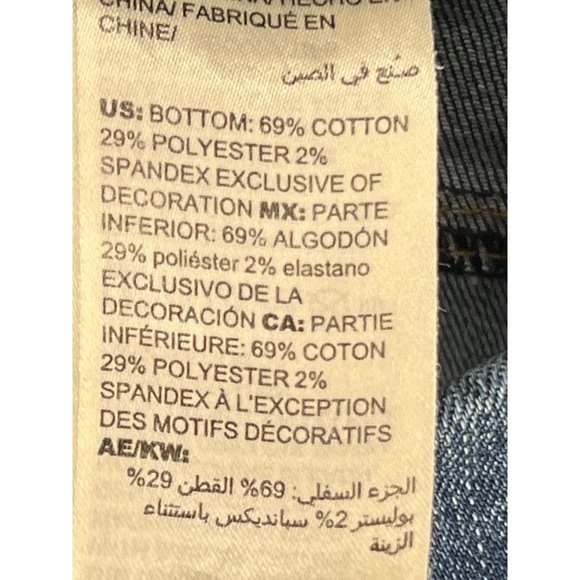 CHINA/ FABRIQUÉ EN
CHINE/
صنع في الصين
US: BOTTOM: 69% COTTON
29% POLYESTER 2%
SPANDEX EXCLUSIVE OF
DECORATION MX: PARTE
INFERIOR: 69% ALGODÓN
29% poliéster 2% elastano
EXCLUSIVO DE LA
DECORACIÓN CA: PARTIE
INFÉRIEURE: 69% COTON
29% POLYESTER 2%
SPANDEX À L'EXCEPTION
DES MOTIFS DÉCORATIFS
AE/KW:
الجزء السفلي: 69% القطن 29%
بوليستر 2% سبانديكس باستثناء
الزينة